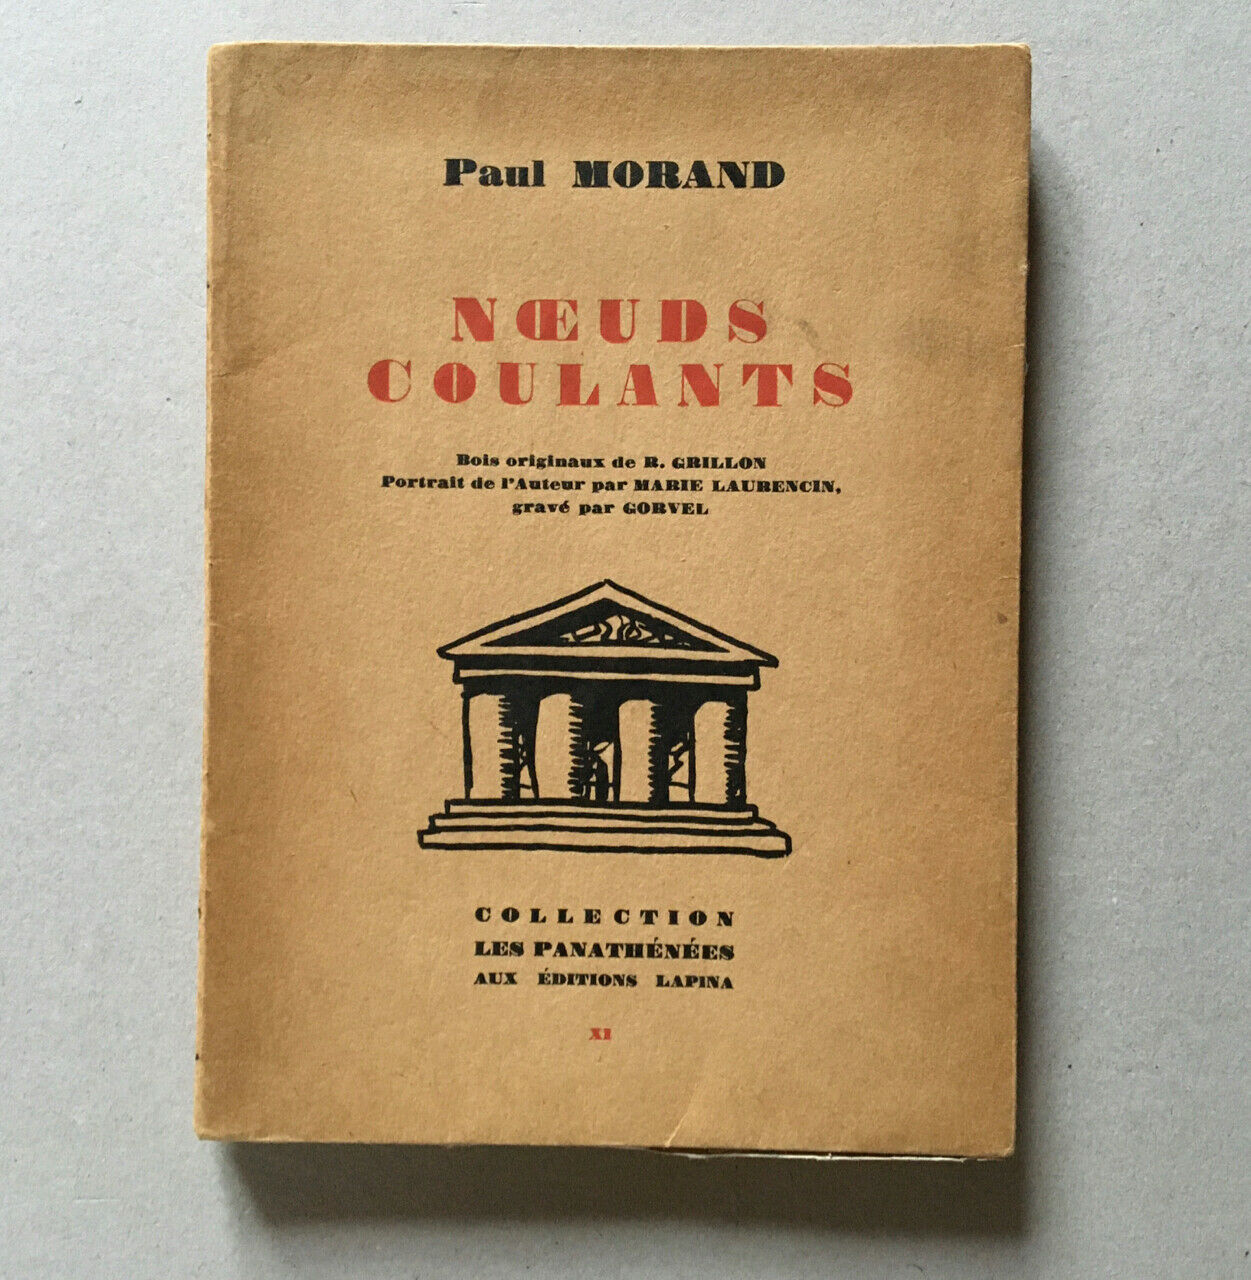 Paul MORAND
NŒUDS
COULANTS
Bois originaux de R. GRILLON
Portrait de l'Auteur par MARIE LAURENCIN,
gravé par GORVEL
COLLECTION
LES PANATHÉNÉES
AUX ÉDITIONS LAPINA
XI